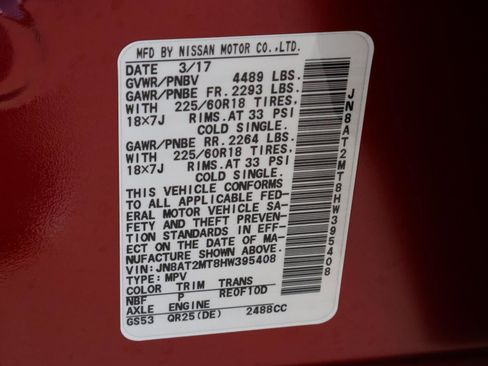 MFD BY NISSAN MOTOR CO.,LTD.
DATE 3/17
GVWR/PNBV 4489 LBS.
GAWR/PNBE FR. 2293 LBS.
WITH 225/60R18 TIRES,
18×7J RIMS.AT 33 PSI
COLD SINGLE.
GAWR/PNBE RR. 2264 LBS.
WITH 225/60R18 TIRES,
18×7J RIMS.AT 33 PSI
COLD SINGLE.
THIS VEHICLE CONFORMS
TO ALL APPLICABLE FED-
ERAL MOTOR VEHICLE SA-
FETY AND THEFT PREVEN-
TION STANDARDS IN EFF-
ECT ON THE DATE OF MA-
NUFACTURE SHOWN ABOVE.
VIN:JN8AT2MT8HW395408
TYPE: MPV
COLOR TRIM TRANS
NBF P RE0F10D
AXLE ENGINE
GS53 QR25(DE) 2488CC
JN8AT2MT8HW395408